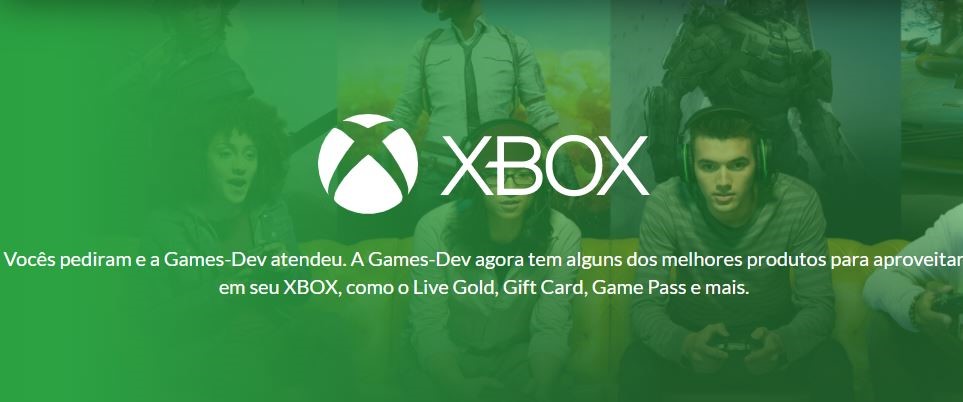 XBOX
Vocês pediram e a Games-Dev atendeu. A Games-Dev agora tem alguns dos melhores produtos para aproveitar
em seu XBOX, como o Live Gold, Gift Card, Game Pass e mais.